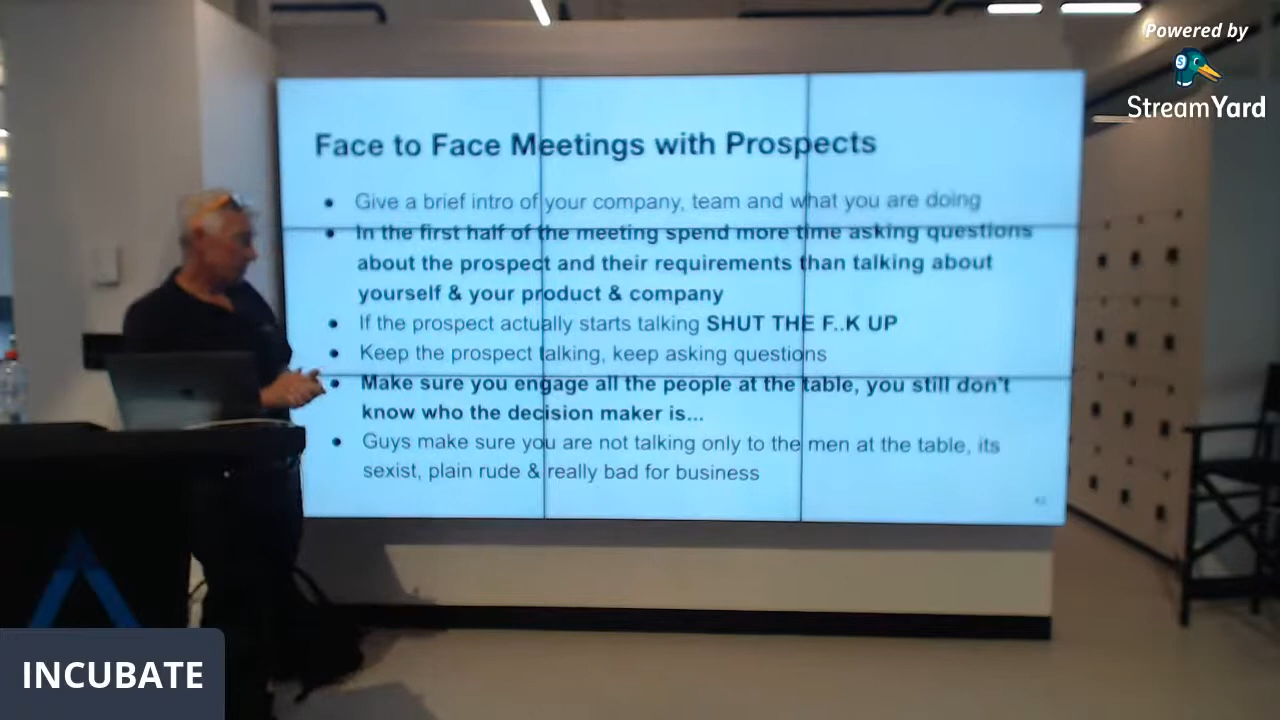 Powered by
StreamYard
Face to Face Meetings with Prospects
• Give a brief intro of your company, team and what you are doing
• In the first half of the meeting spend more time asking questions
about the prospect and their requirements than talking about
yourself & your product & company
• If the prospect actually starts talking SHUT THE F..K UP
• Keep the prospect talking, keep asking questions
• Make sure you engage all the people at the table, you still don't
know who the decision maker is...
• Guys make sure you are not talking only to the men at the table, its
sexist, plain rude & really bad for business
INCUBATE